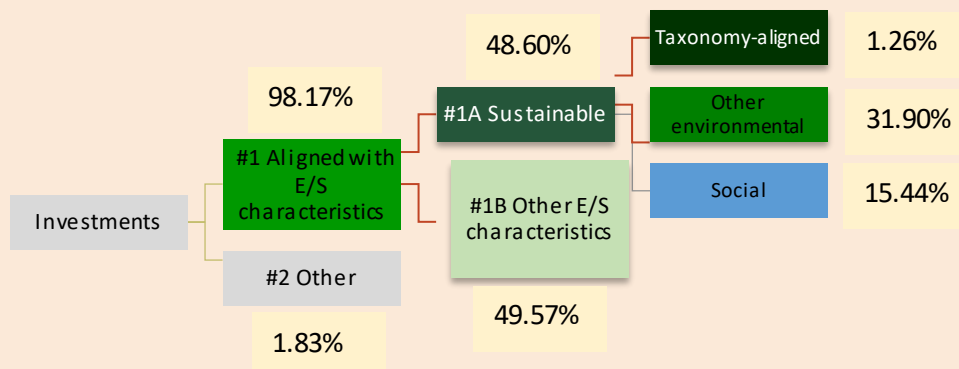 48.60%
Taxonomy-aligned
1.26%
98.17%
#1A Sustainable
Other
environmental
31.90%
#1 Aligned with
E/S
characteristics
Social
15.44%
#1B Other E/S
characteristics
Investments
#2 Other
49.57%
1.83%